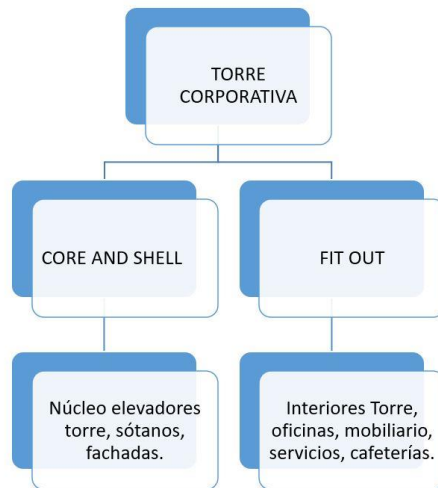 TORRE
CORPORATIVA
CORE AND SHELL
FIT OUT
Núcleo elevadores
torre, sótanos,
fachadas.
Interiores Torre,
oficinas, mobiliario,
servicios, cafeterías.